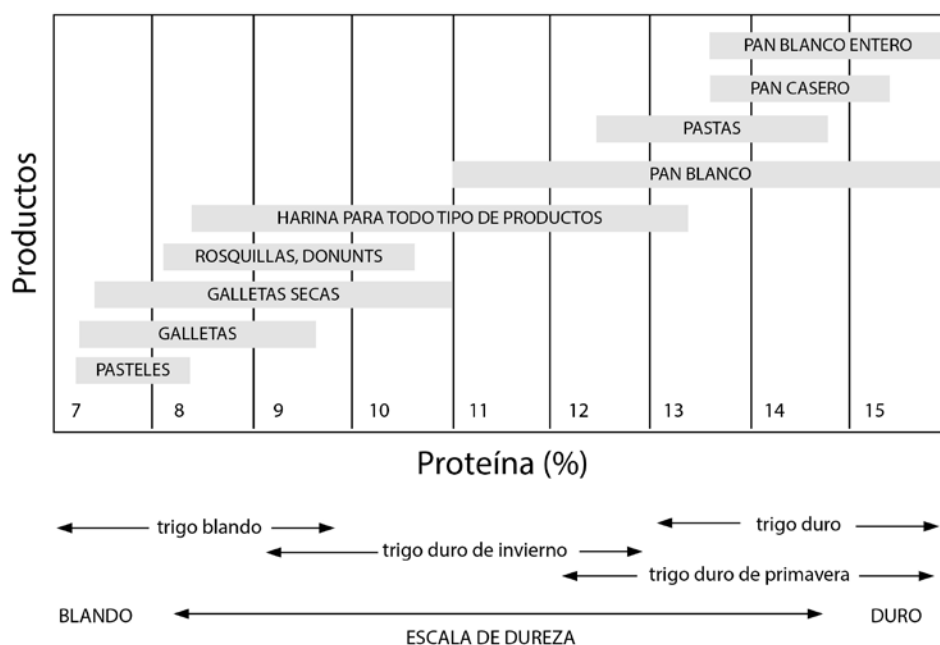 Productos
PAN BLANCO ENTERO
PAN CASERO
PASTAS
PAN BLANCO
HARINA PARA TODO TIPO DE PRODUCTOS
ROSQUILLAS, DONUNTS
GALLETAS SECAS
GALLETAS
PASTELES
7 8 9 10 11 12 13 14 15
Proteína (%)
trigo blando trigo duro
trigo duro de invierno
trigo duro de primavera
BLANDO DURO
ESCALA DE DUREZA